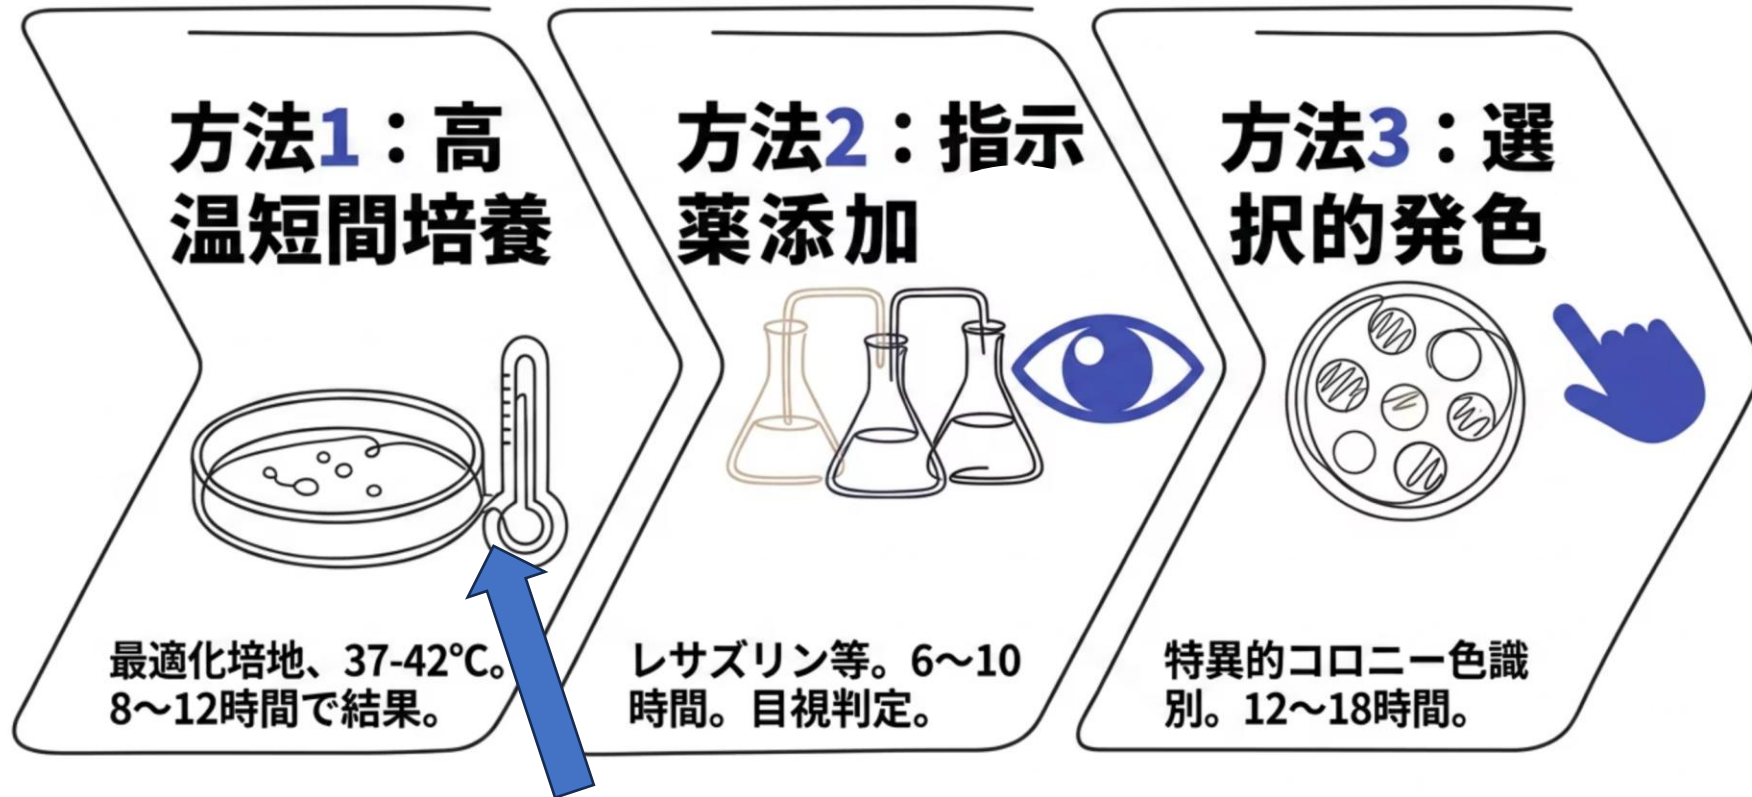 方法1：高
温短間培養
最適化培地、37-42℃。
8～12時間で結果。
方法2：指示
薬添加
レサズリン等。6～10
時間。目視判定。
方法3：選
択的発色
特異的コロニー色識
別。12～18時間。